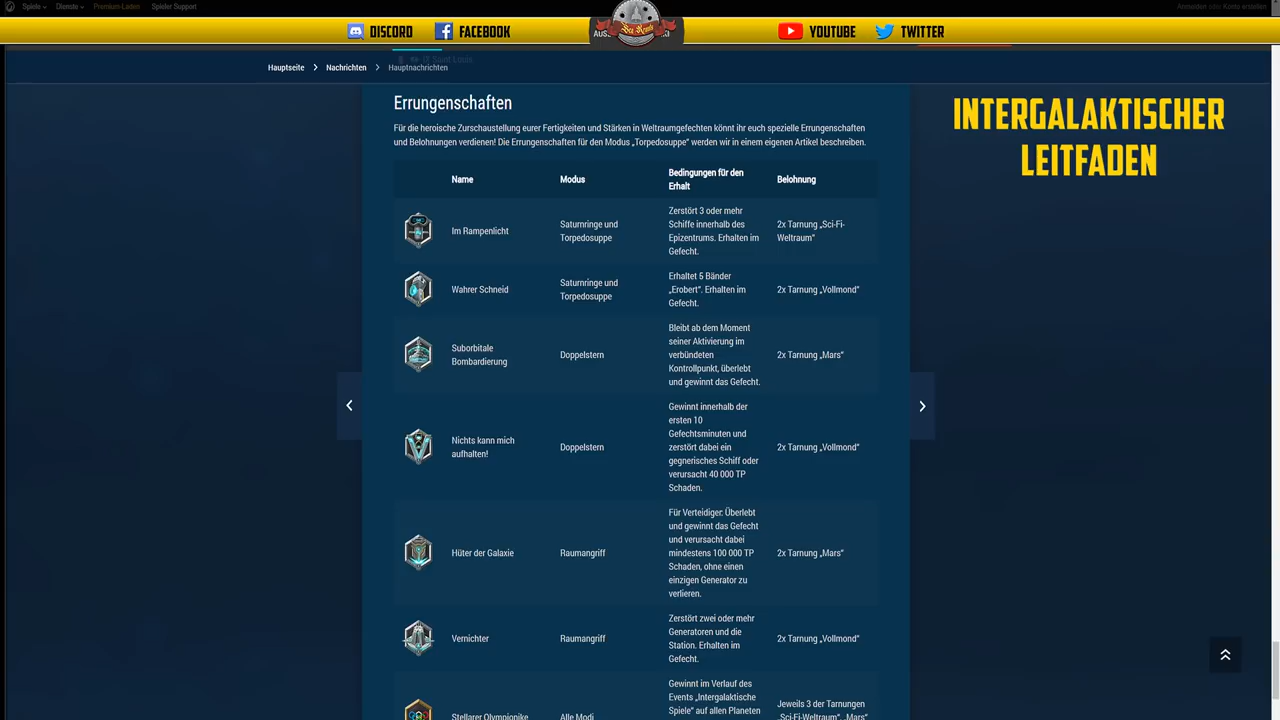 Spiele Dienste Premium-Laden Spieler Support
Anmelden oder Konto erstellen
DISCORD FACEBOOK YOUTUBE TWITTER
Hauptseite Nachrichten Hauptnachrichten
INTERGALAKTISCHER
LEITFADEN
Errungenschaften
Für die heroische Zurschaustellung eurer Fertigkeiten und Stärken in Weltraumgefechten könnt ihr euch spezielle Errungenschaften
und Belohnungen verdienen! Die Errungenschaften für den Modus „Torpedosuppe" werden wir in einem eigenen Artikel beschreiben.
Name
Modus
Bedingungen für den
Erhalt
Belohnung
Im Rampenlicht
Saturnringe und
Torpedosuppe
Zerstört 3 oder mehr
Schiffe innerhalb des
Epizentrums. Erhalten im
Gefecht.
2x Tarnung „Sci-Fi-
Weltraum"
Wahrer Schneid
Saturnringe und
Torpedosuppe
Erhaltet 5 Bänder
„Erobert". Erhalten im
Gefecht.
2x Tarnung „Vollmond"
Suborbitale
Bombardierung
Doppelstern
Bleibt ab dem Moment
seiner Aktivierung im
verbündeten
Kontrollpunkt, überlebt
und gewinnt das Gefecht.
2x Tarnung „Mars"
Nichts kann mich
aufhalten!
Doppelstern
Gewinnt innerhalb der
ersten 10
Gefechtsminuten und
zerstört dabei ein
gegnerisches Schiff oder
verursacht 40 000 TP
Schaden.
2x Tarnung „Vollmond"
Hüter der Galaxie
Raumangriff
Für Verteidiger: Überlebt
und gewinnt das Gefecht
und verursacht dabei
mindestens 100 000 TP
Schaden, ohne einen
einzigen Generator zu
verlieren.
2x Tarnung „Mars"
Vernichter
Raumangriff
Zerstört zwei oder mehr
Generatoren und die
Station. Erhalten im
Gefecht.
2x Tarnung „Vollmond"
Stellarer Olympionike
Alle Modi
Gewinnt im Verlauf des
Events „Intergalaktische
Spiele" auf allen Planeten
Jeweils 3 der Tarnungen
„Sci-Fi-Weltraum", „Mars"